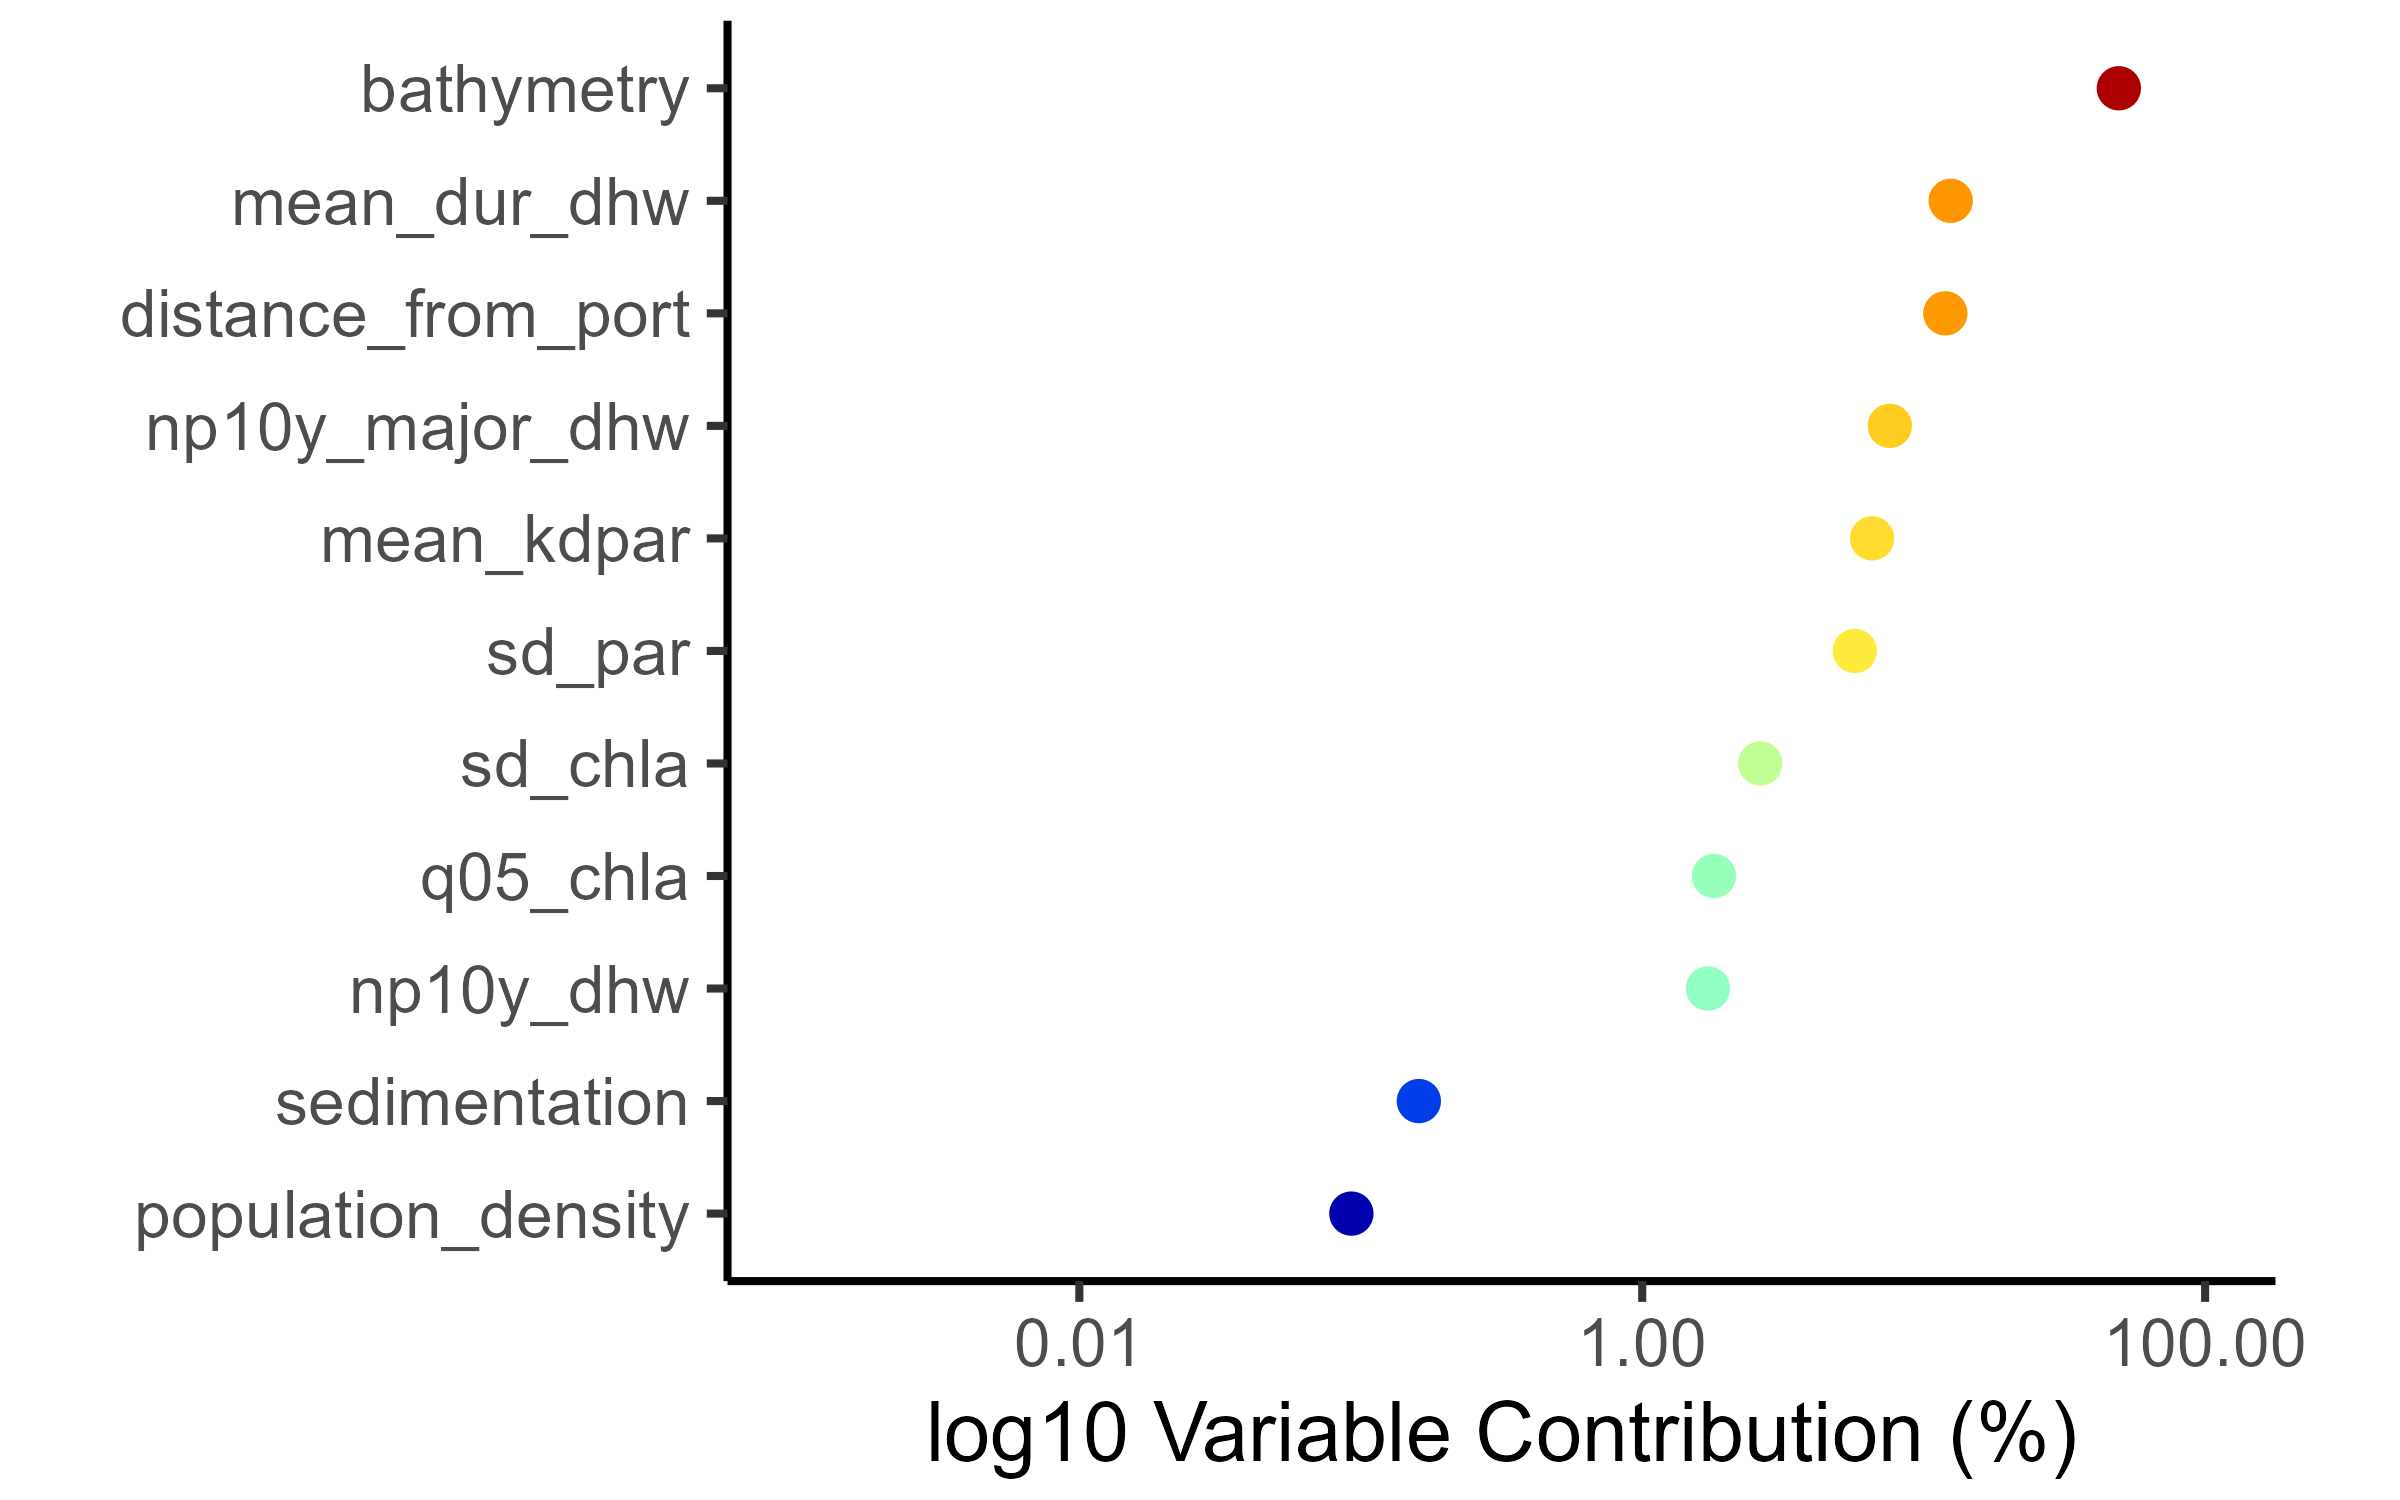 bathymetry
mean_dur_dhw
distance_from_port
np10y_major_dhw
mean_kdpar
sd_par
sd_chla
q05_chla
np10y_dhw
sedimentation
population_density
0.01 1.00 100.00
log10 Variable Contribution (%)